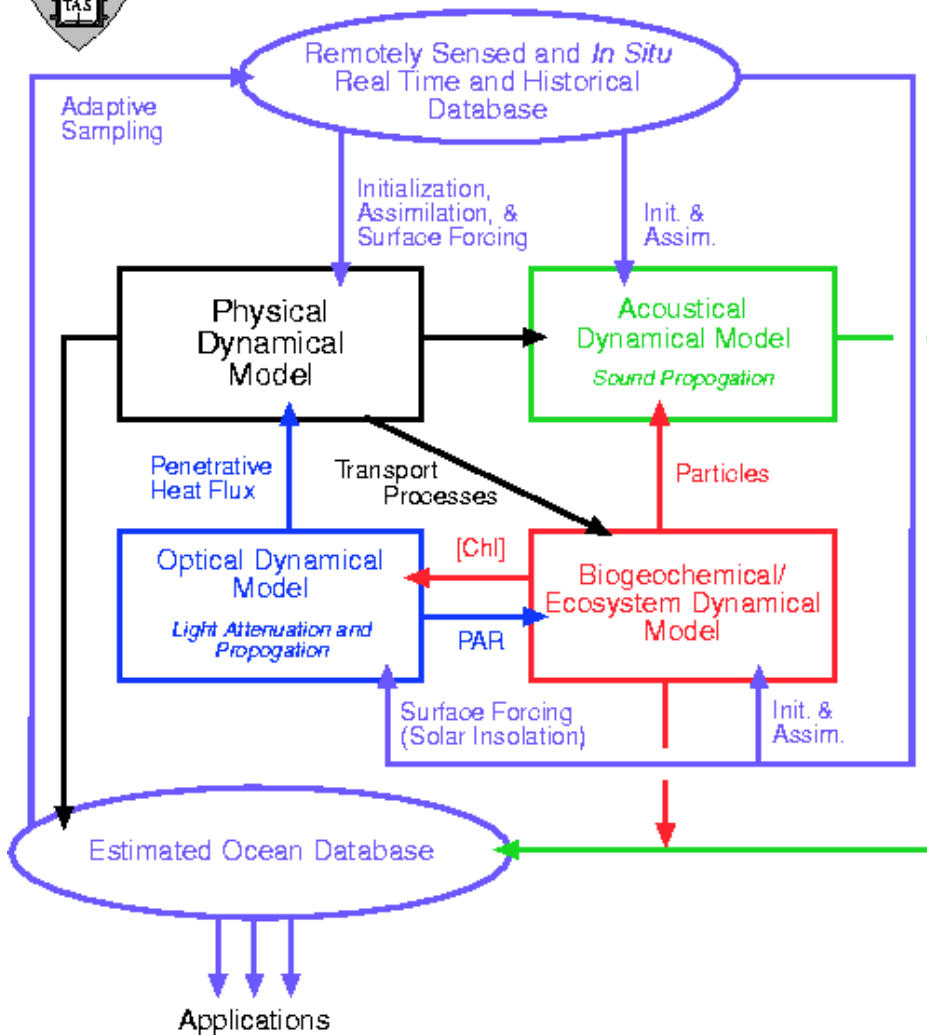 TAS
Remotely Sensed and In Situ
Real Time and Historical
Database
Adaptive
Sampling
Initialization,
Assimilation, &
Surface Forcing
Init. &
Assim.
Physical
Dynamical
Model
Acoustical
Dynamical Model
Sound Propogation
Penetrative
Heat Flux
Transport
Processes
Particles
Optical Dynamical
Model
Light Attenuation and
Propogation
[Chl]
PAR
Biogeochemical/
Ecosystem Dynamical
Model
Surface Forcing
(Solar Insolation)
Init. &
Assim.
Estimated Ocean Database
Applications